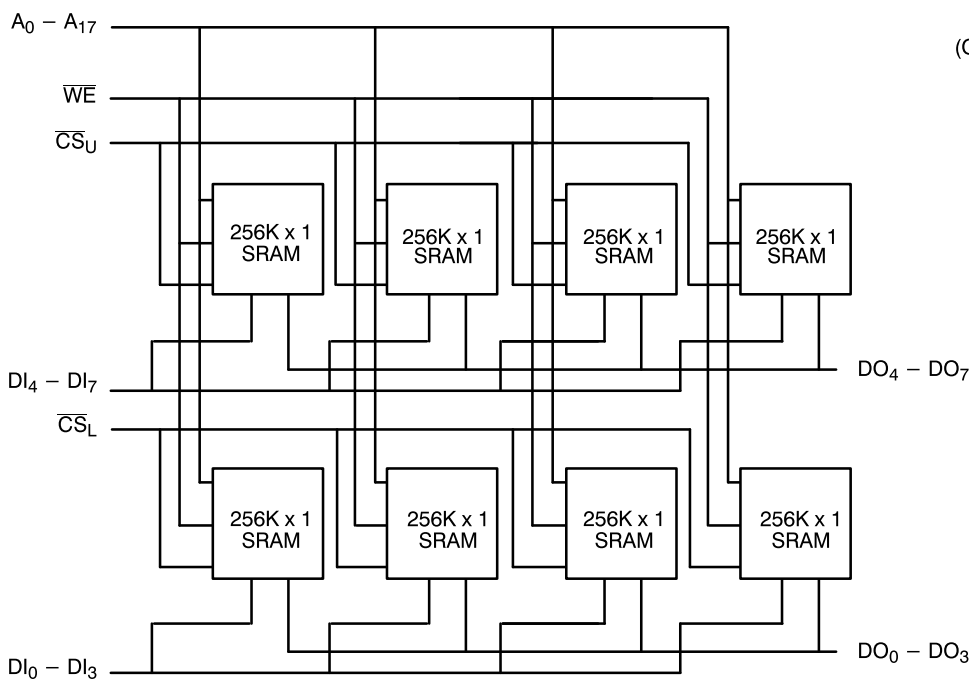 A0 – A17
(C
WE
CSU
256K x 1
SRAM
256K x 1
SRAM
256K x 1
SRAM
256K x 1
SRAM
DI4 – DI7
DO4 – DO7
CSL
256K x 1
SRAM
256K x 1
SRAM
256K x 1
SRAM
256K x 1
SRAM
DI0 – DI3
DO0 – DO3